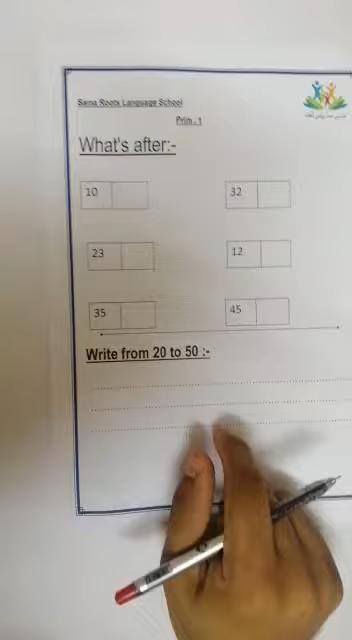 Sama Roots Language School
Prim . 1
What's after:-
10
32
23
12
35
45
Write from 20 to 50 :-